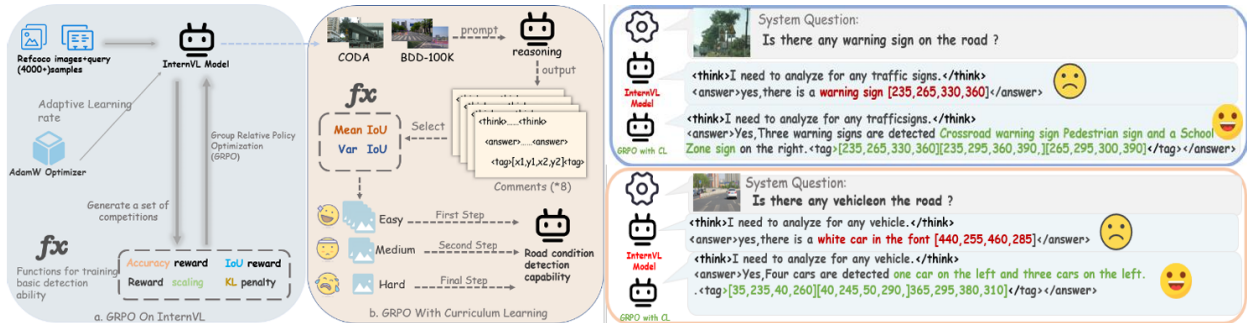 Refcoco images+query
(4000+)samples
InternVL Model
Adaptive Learning
rate
AdamW Optimizer
Group Relative Policy
Optimization
(GRPO)
Generate a set of
competitions
fx
Functions for training
basic detection
ability
Accuracy reward
IoU reward
Reward scaling
KL penalty
a. GRPO On InternVL
CODA
BDD-100K
prompt
reasoning
output
fx
Mean IoU
Var IoU
Select
<think>.....<think>
<answer>.....<answer>
<tag>[x1,y1,x2,y2]<tag>
Comments (*8)
Easy
First Step
Medium
Second Step
Hard
Final Step
Road condition
detection
capability
b. GRPO With Curriculum Learning
System Question:
Is there any warning sign on the road ?
InternVL
Model
<think>I need to analyze for any traffic signs.</think>
<answer>yes,there is a warning sign [235,265,330,360]</answer>
GRPO with CL
<think>I need to analyze for any trafficsigns.</think>
<answer>Yes,Three warning signs are detected Crossroad warning sign Pedestrian sign and a School
Zone sign on the right.<tag>[235,265,330,360][235,295,360,390,][265,295,300,390]</tag></answer>
System Question:
Is there any vehicleon the road ?
InternVL
Model
<think>I need to analyze for any vehicle.</think>
<answer>yes,there is a white car in the font [440,255,460,285]</answer>
GRPO with CL
<think>I need to analyze for any vehicle.</think>
<answer>Yes,Four cars are detected one car on the left and three cars on the left.
.<tag>[35,235,40,260][40,245,50,290,]365,295,380,310]</tag></answer>